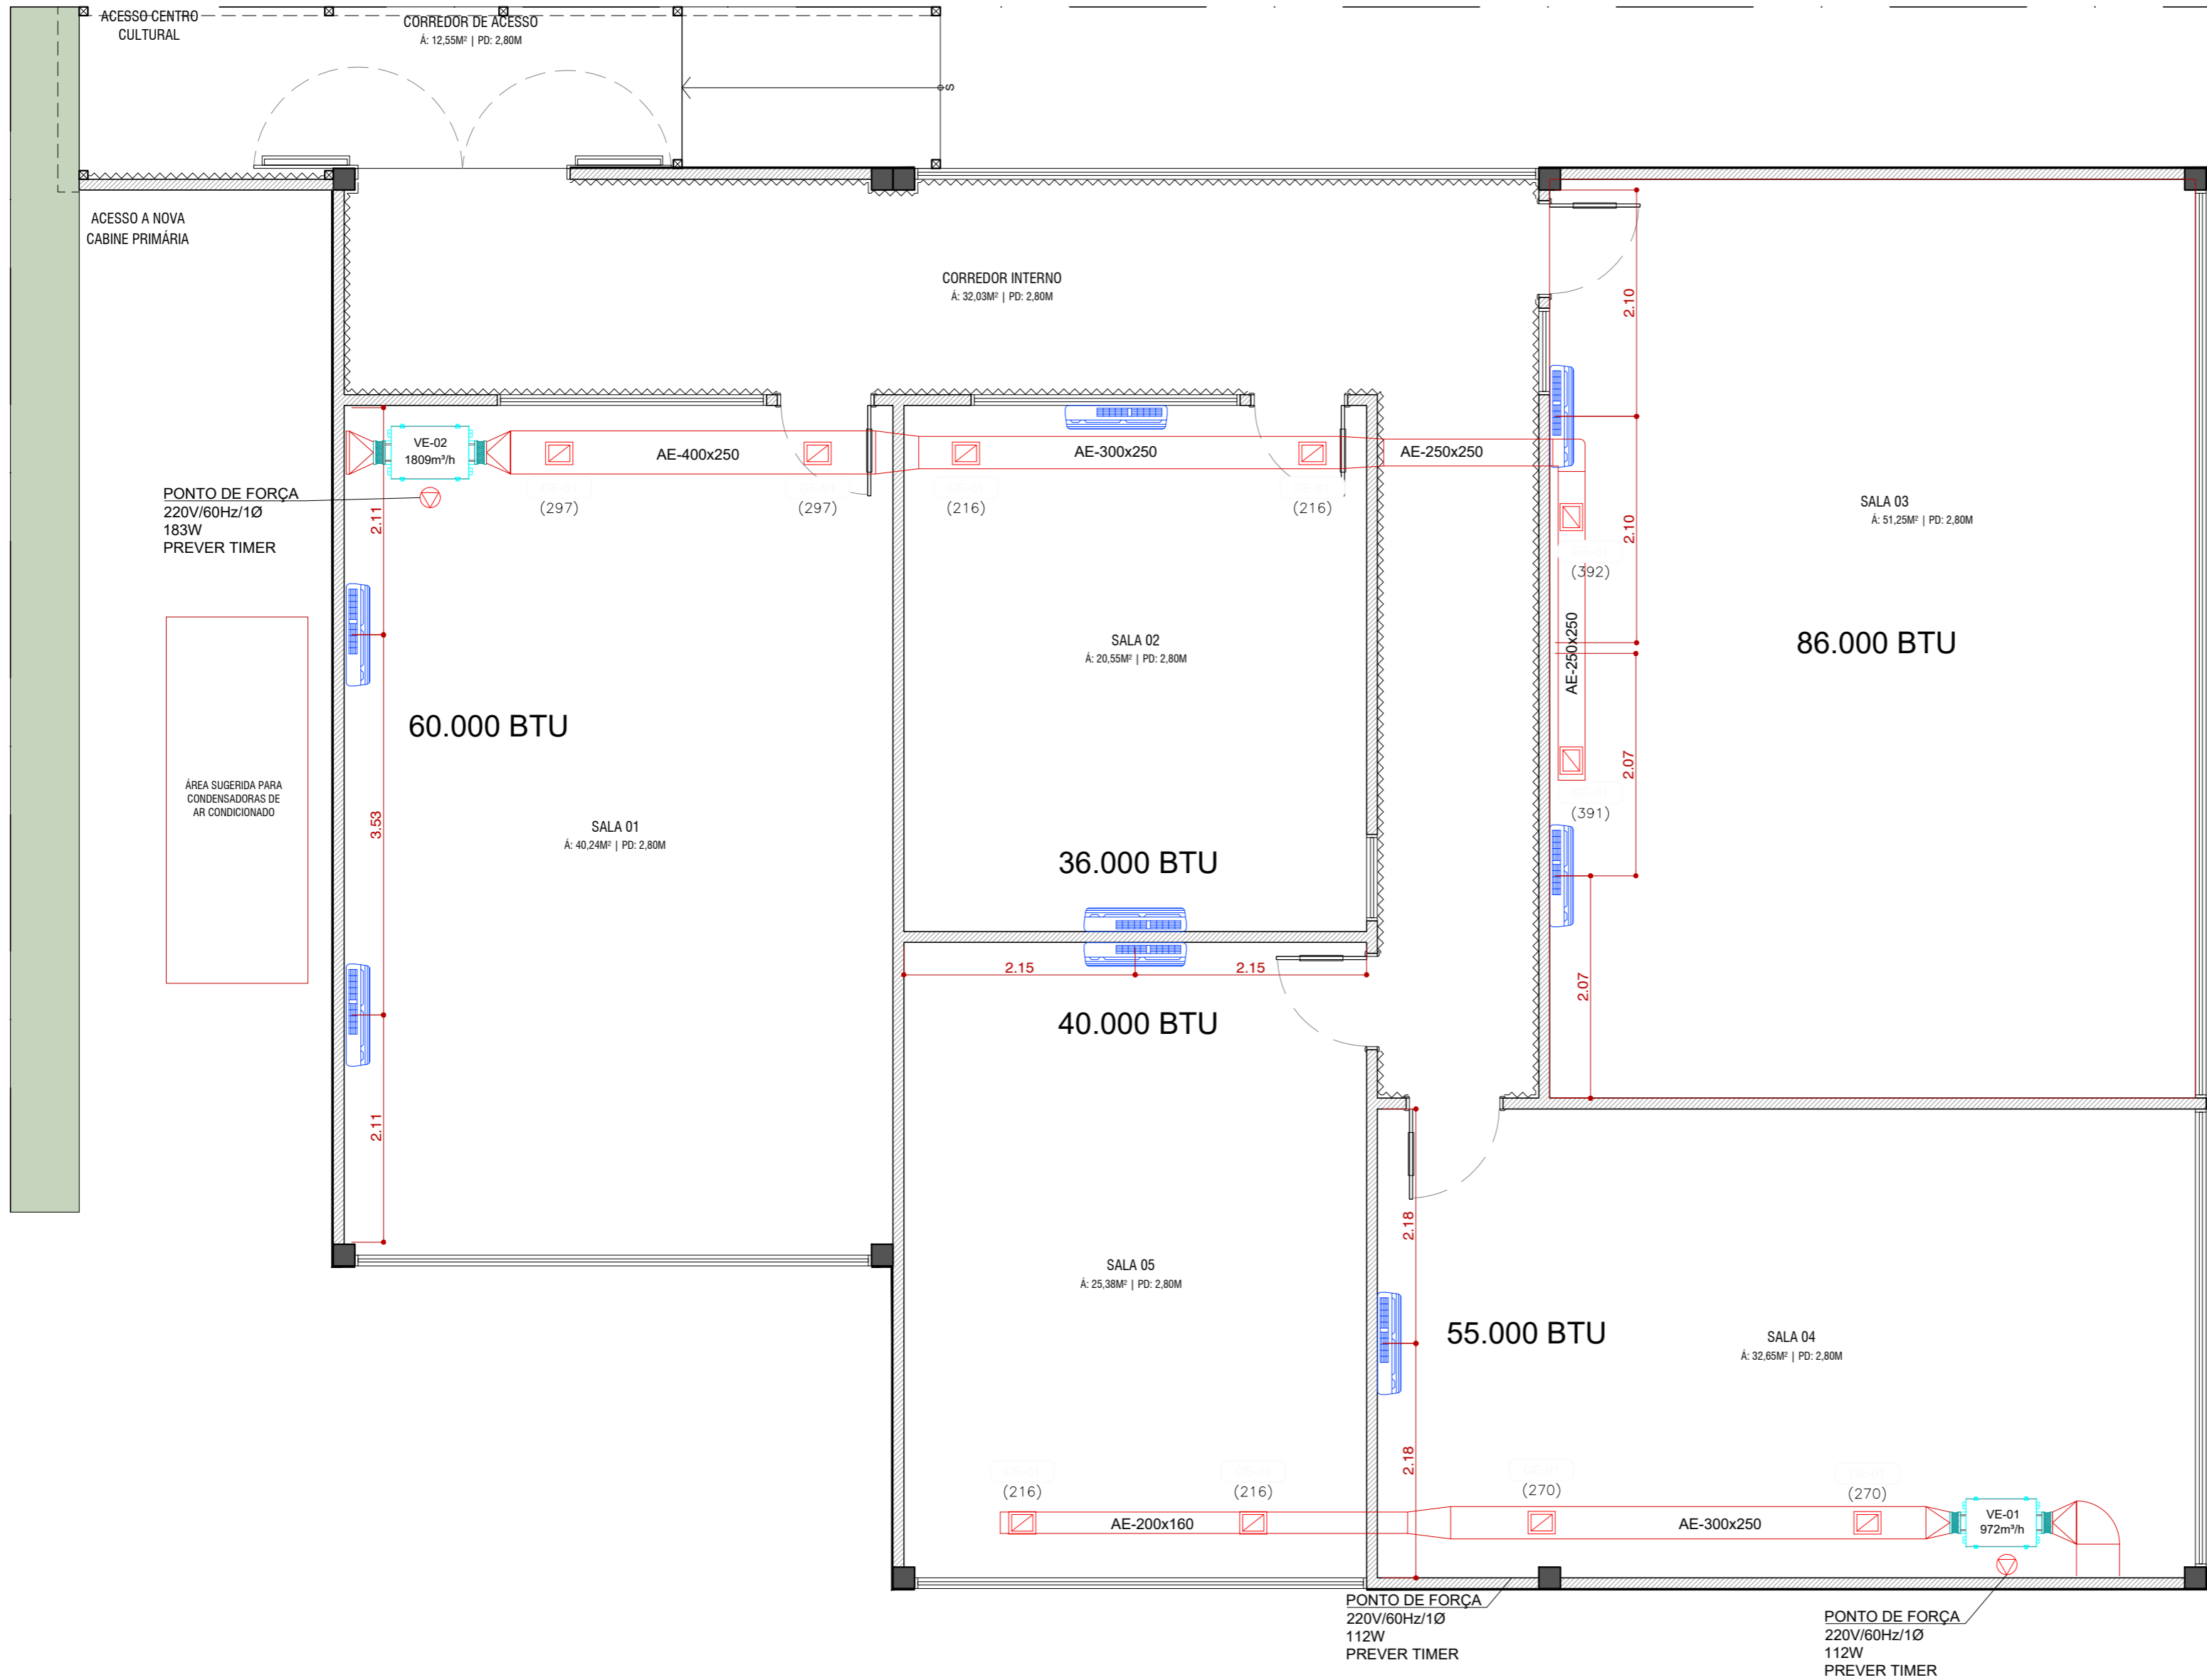 ACESSO CENTRO
CULTURAL
CORREDOR DE ACESSO
Á: 12,55M² | PD: 2,80M
S
ACESSO A NOVA
CABINE PRIMÁRIA
CORREDOR INTERNO
Á: 32,03M² | PD: 2,80M
2.10
VE-02
1809m³/h
AE-400x250
AE-300x250
AE-250x250
PONTO DE FORÇA
220V/60Hz/1Ø
183W
PREVER TIMER
2.11
(297)
(297)
(216)
(216)
SALA 03
Á: 51,25M² | PD: 2,80M
2.10
(392)
AE-250x250
86.000 BTU
SALA 02
Á: 20,55M² | PD: 2,80M
60.000 BTU
2.07
(391)
ÁREA SUGERIDA PARA
CONDENSADORAS DE
AR CONDICIONADO
3.53
SALA 01
Á: 40,24M² | PD: 2,80M
36.000 BTU
2.15
2.15
2.07
40.000 BTU
2.11
2.18
SALA 05
Á: 25,38M² | PD: 2,80M
55.000 BTU
SALA 04
Á: 32,65M² | PD: 2,80M
2.18
(216)
(216)
(270)
(270)
AE-200x160
AE-300x250
VE-01
972m³/h
PONTO DE FORÇA
220V/60Hz/1Ø
112W
PREVER TIMER
PONTO DE FORÇA
220V/60Hz/1Ø
112W
PREVER TIMER